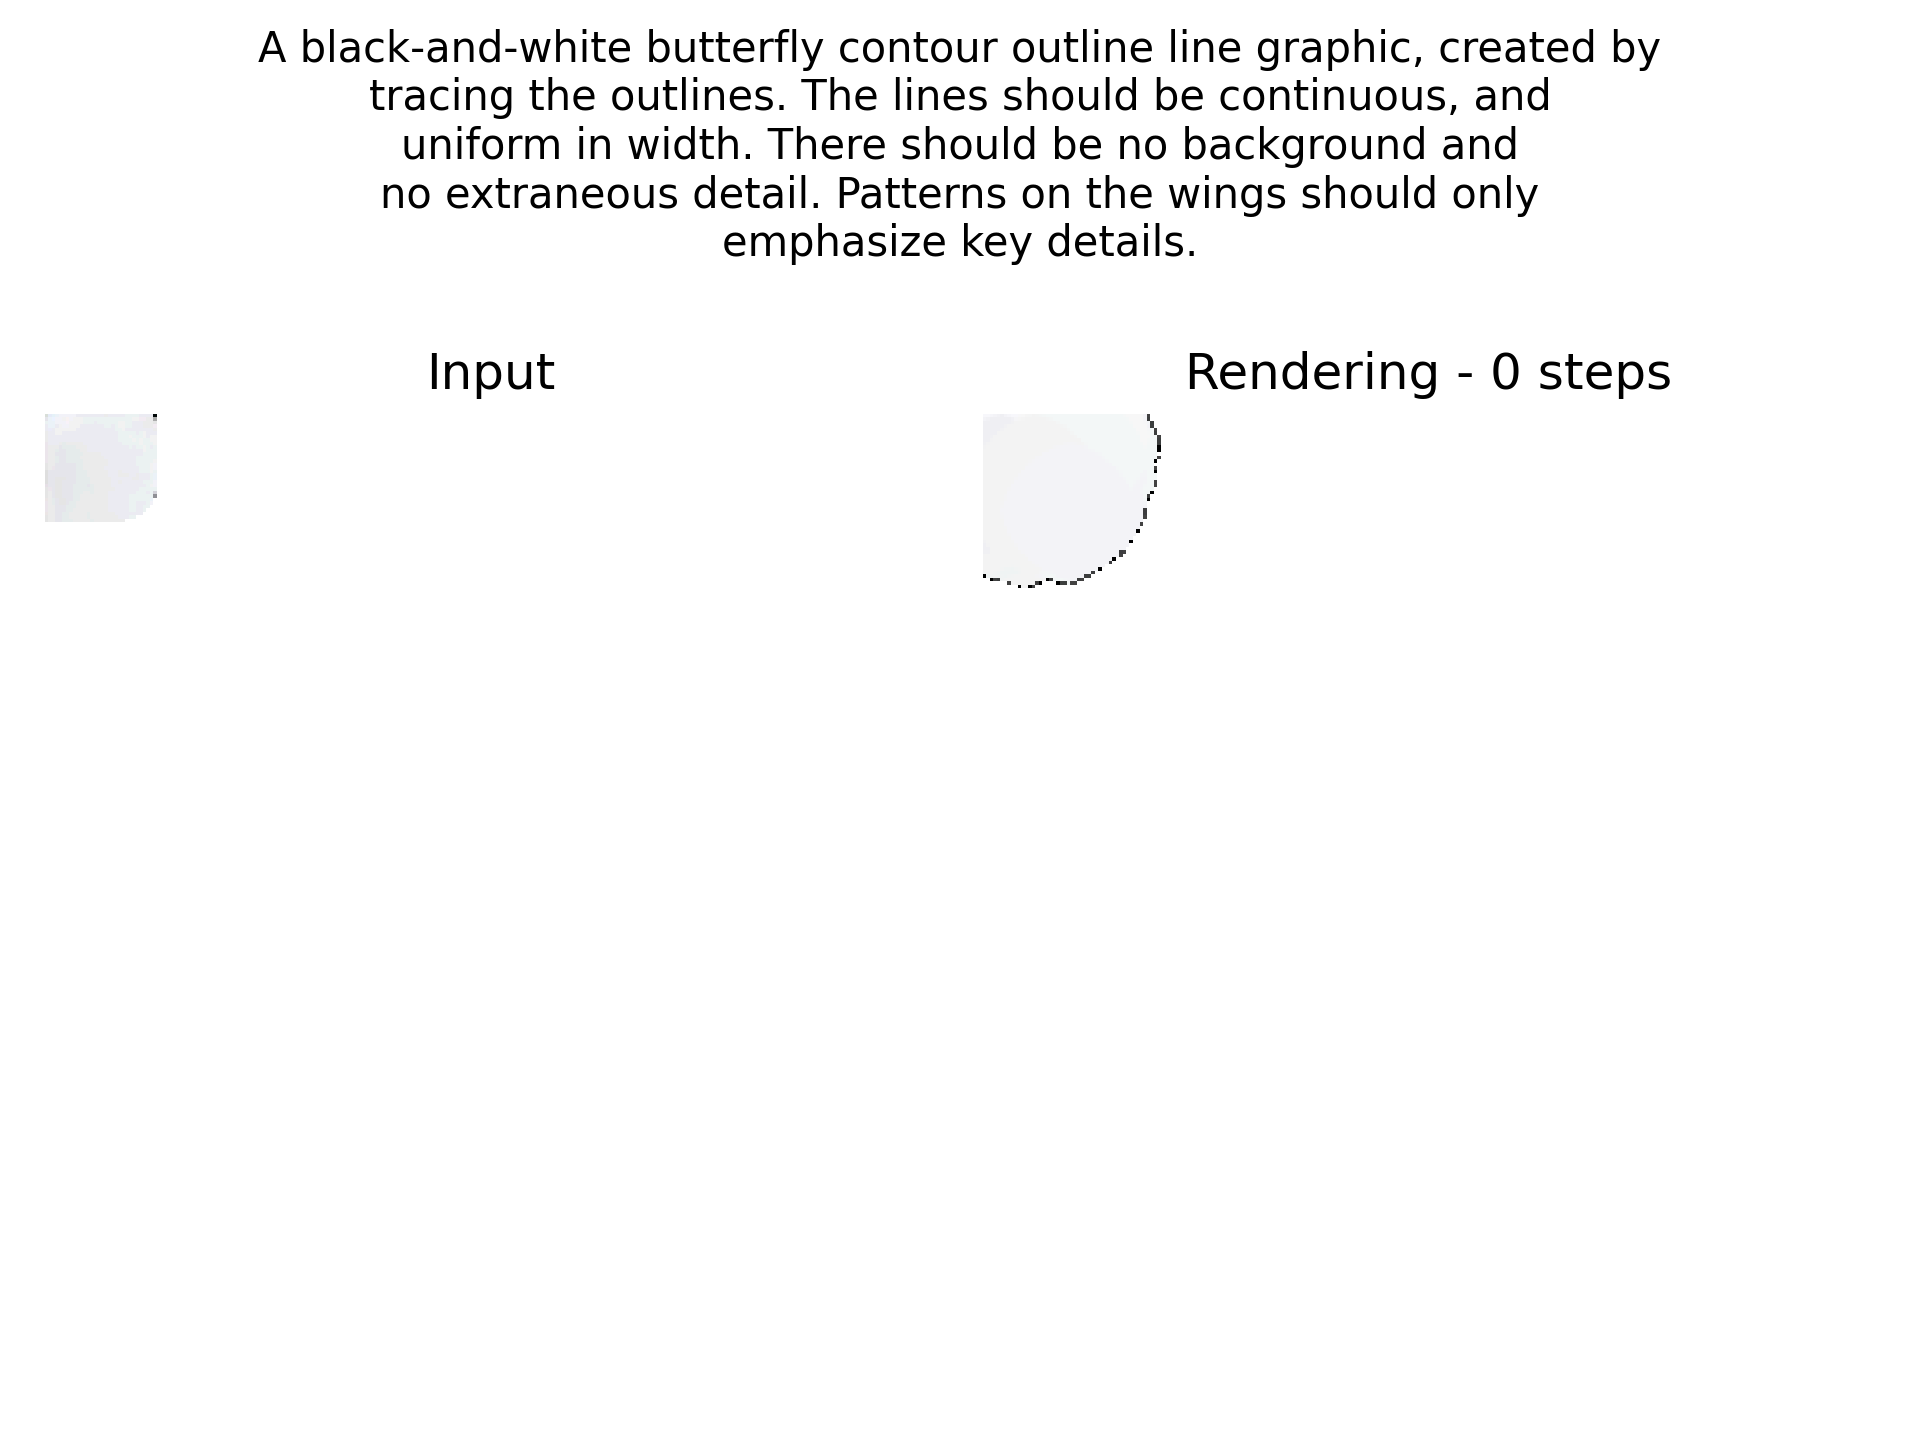 A black-and-white butterfly contour outline line graphic, created by
tracing the outlines. The lines should be continuous, and
uniform in width. There should be no background and
no extraneous detail. Patterns on the wings should only
emphasize key details.
Input
Rendering - 0 steps